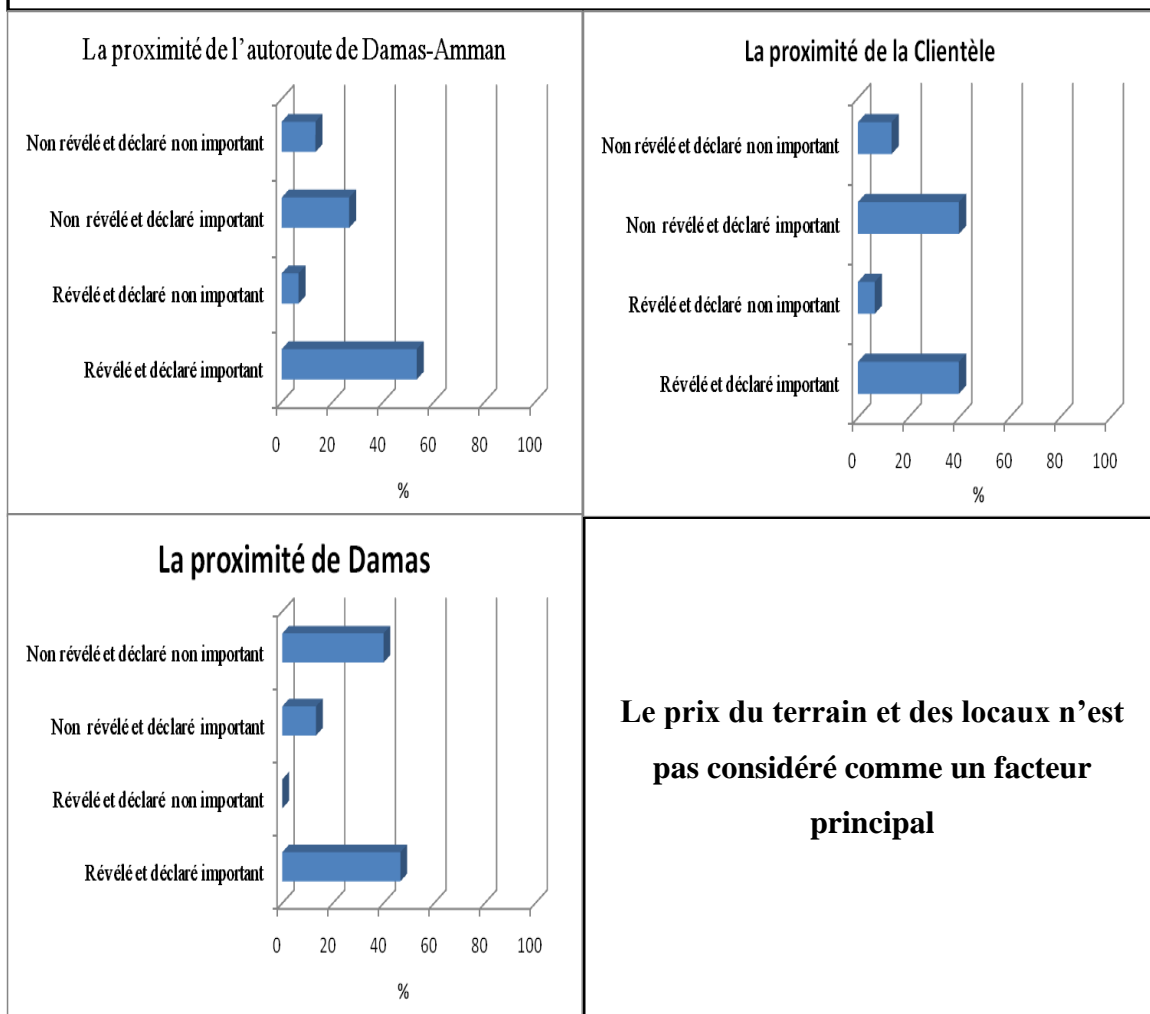 La proximité de l’autoroute de Damas-Amman
Non révélé et déclaré non important
Non révélé et déclaré important
Révélé et déclaré non important
Révélé et déclaré important
0 20 40 60 80 100
%
La proximité de la Clientèle
Non révélé et déclaré non important
Non révélé et déclaré important
Révélé et déclaré non important
Révélé et déclaré important
0 20 40 60 80 100
%
La proximité de Damas
Non révélé et déclaré non important
Non révélé et déclaré important
Révélé et déclaré non important
Révélé et déclaré important
0 20 40 60 80 100
%
Le prix du terrain et des locaux n’est
pas considéré comme un facteur
principal